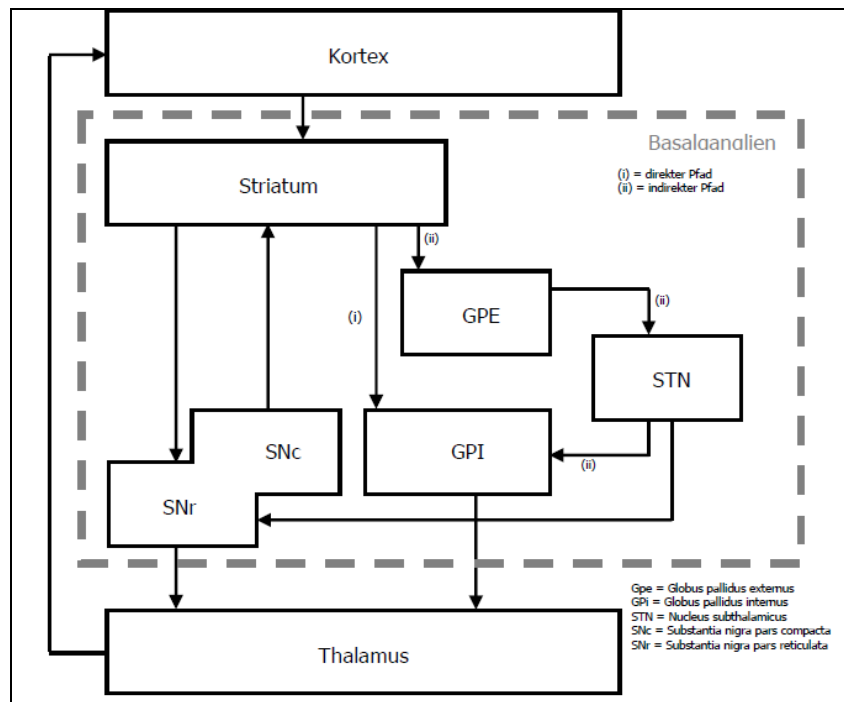 Kortex
Basalganglien
(i) = direkter Pfad
(ii) = indirekter Pfad
Striatum
(ii)
GPE
(ii)
(i)
STN
SNc
GPI
(ii)
SNr
Gpe = Globus pallidus externus
GPi = Globus pallidus internus
STN = Nucleus subthalamicus
SNc = Substantia nigra pars compacta
SNr = Substantia nigra pars reticulata
Thalamus